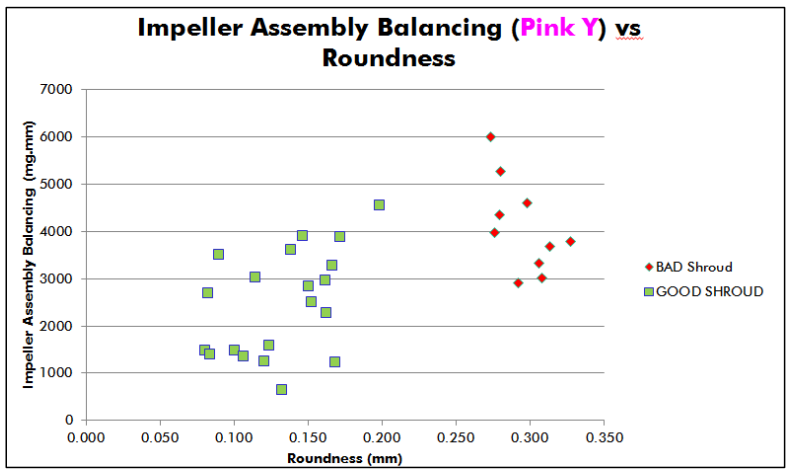 Impeller Assembly Balancing (Pink Y) vs
Roundness
Impeller Assembly Balancing (mg.mm)
7000
6000
5000
4000
3000
2000
1000
0
0.000 0.050 0.100 0.150 0.200 0.250 0.300 0.350
Roundness (mm)
BAD Shroud
GOOD SHROUD